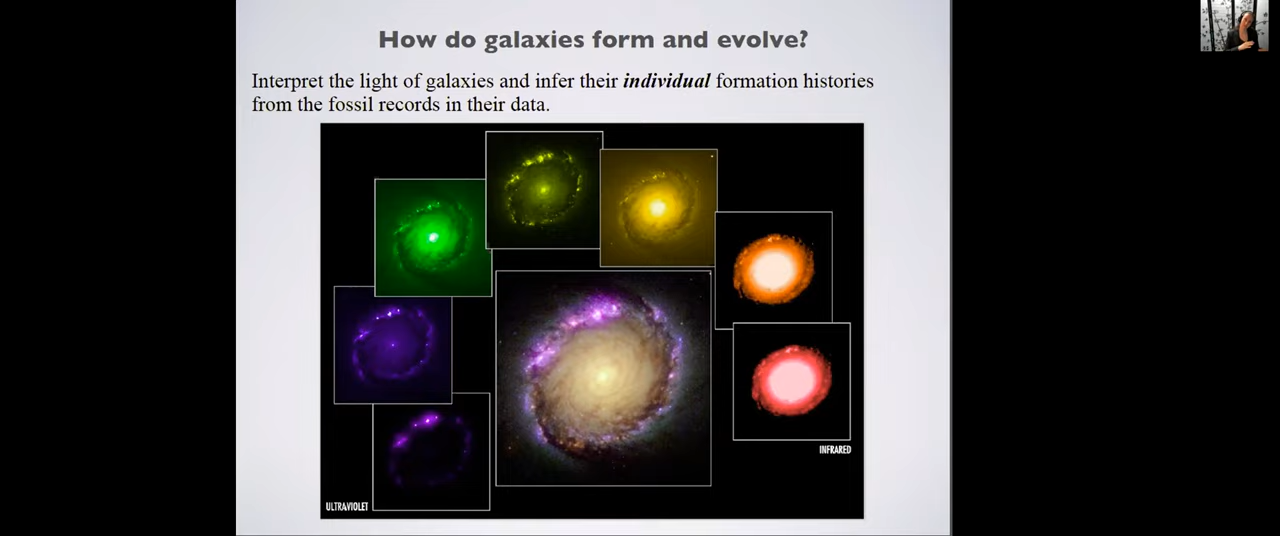 How do galaxies form and evolve?
Interpret the light of galaxies and infer their individual formation histories
from the fossil records in their data.
INFRARED
ULTRAVIOLET